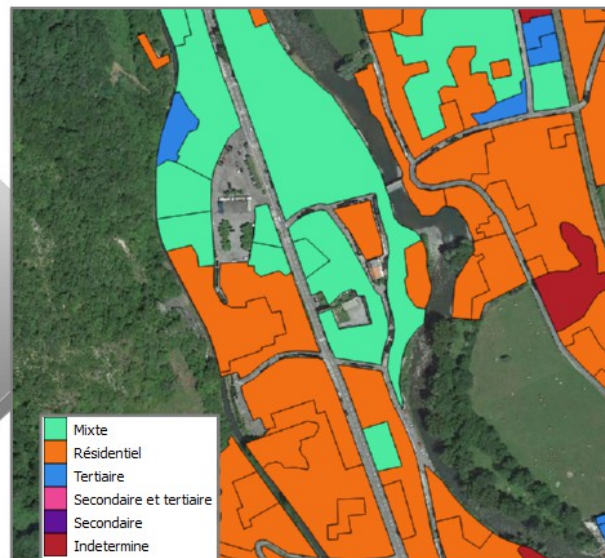 Mixte
Résidentiel
Tertiaire
Secondaire et tertiaire
Secondaire
Indetermine